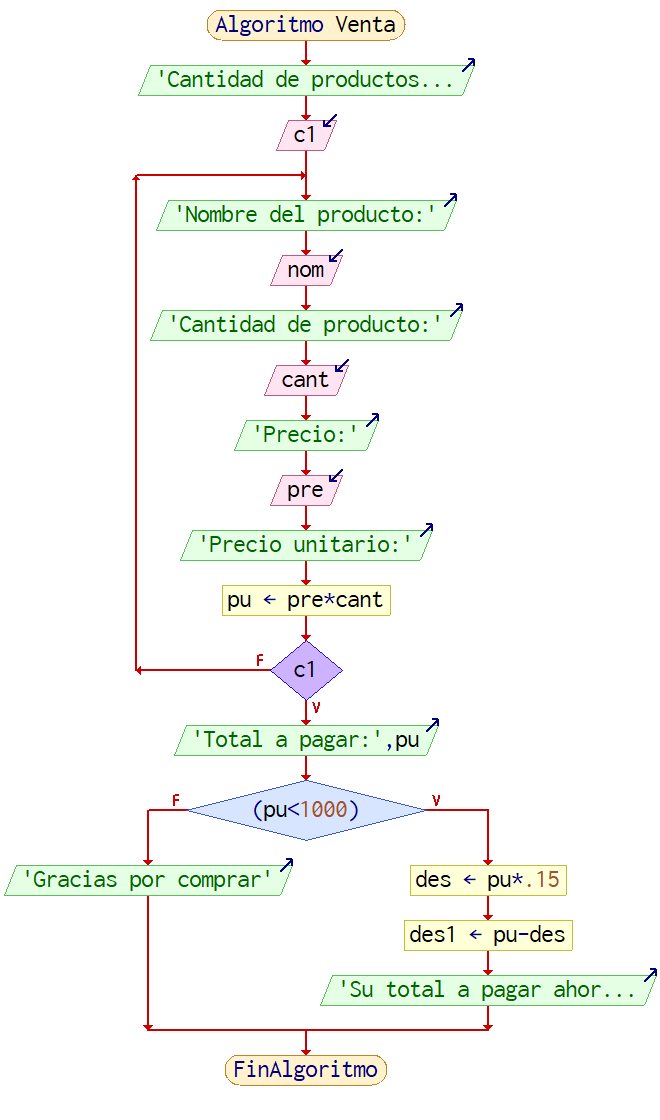 Algoritmo Venta
'Cantidad de productos...
c1
'Nombre del producto:'
nom
'Cantidad de producto:'
cant
'Precio:'
pre
'Precio unitario:'
pu ← pre*cant
F
c1
V
'Total a pagar:',pu
F
(pu<1000)
V
'Gracias por comprar'
des ← pu*.15
des1 ← pu-des
'Su total a pagar ahor...
FinAlgoritmo